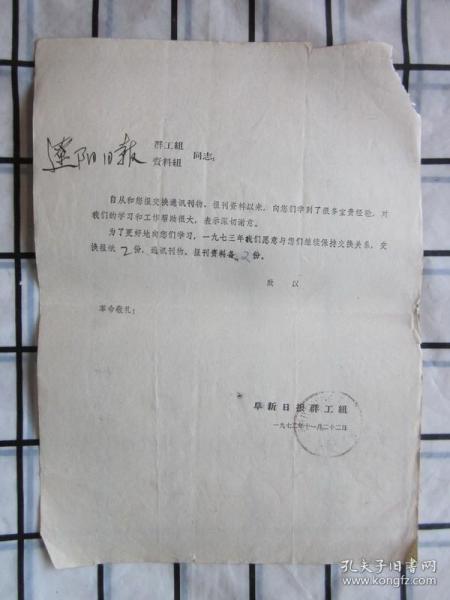 辽阳日报 群工组
资料组 同志：
自从和您报交换通讯刊物，报刊资料以来，向您们学到了很多宝贵经验，对
我们的学习和工作帮助很大，表示深切谢意。
为了更好地向您们学习，一九七三年我们愿意与您们继续保持交换关系，交
换报纸2份，通讯刊物、报刊资料各2份。
致以
革命敬礼：
阜新日报群工组
一九七二年十一月二十二日
孔夫子旧书网
www.kongfz.com